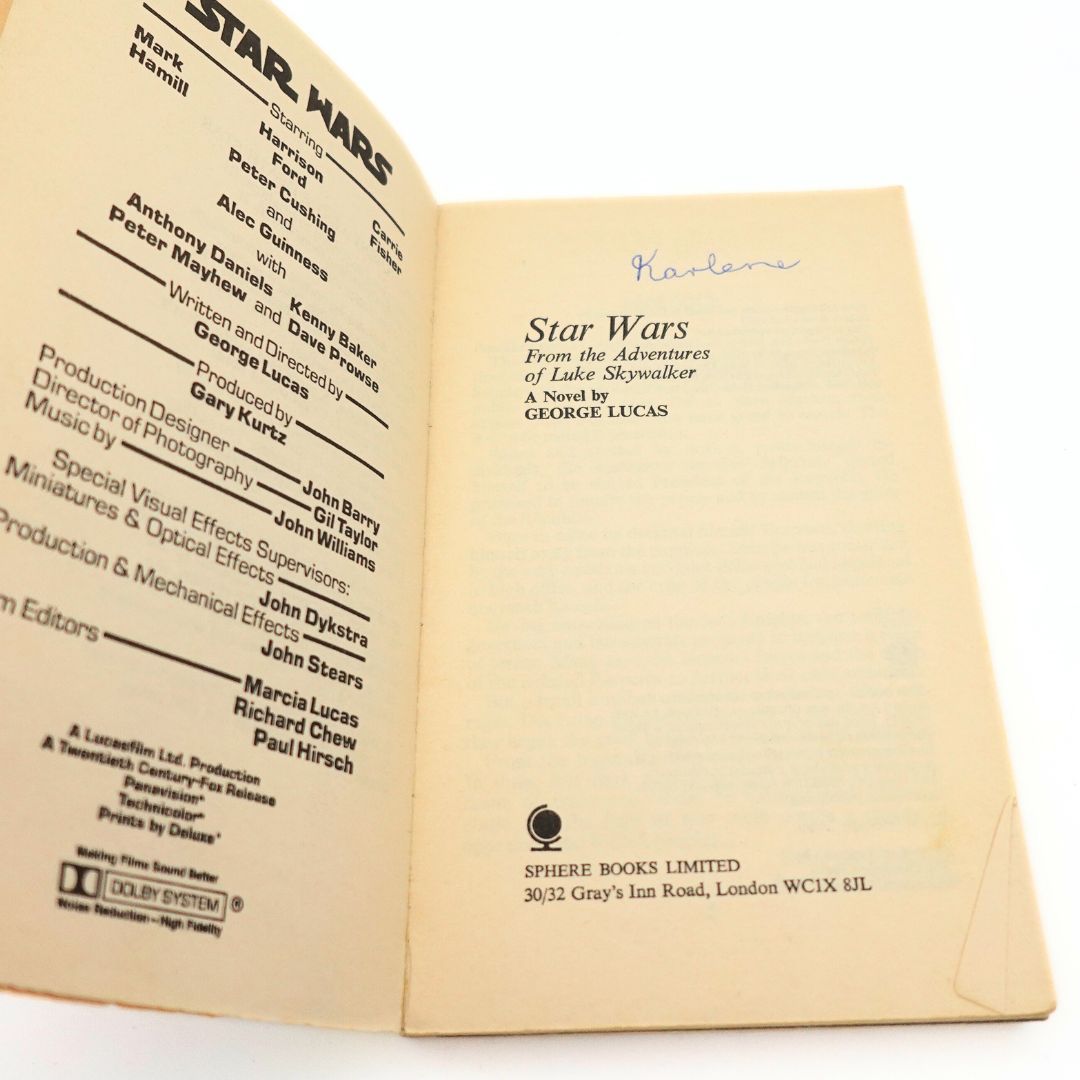 STAR WARS
Starring
Mark
Hamill
Harrison
Ford
Carrie
Fisher
Peter Cushing
and
Alec Guinness
with
Anthony Daniels Kenny Baker
Peter Mayhew and Dave Prowse
Written and Directed by
George Lucas
Produced by
Gary Kurtz
Production Designer
John Barry
Director of Photography
Gil Taylor
Music by
John Williams
Special Visual Effects Supervisors:
Miniatures & Optical Effects
John Dykstra
Production & Mechanical Effects
John Stears
m Editors
Marcia Lucas
Richard Chew
Paul Hirsch
A Lucasfilm Ltd. Production
A Twentieth Century-Fox Release
Panavision®
Technicolor®
Prints by Deluxe®
Making Films Sound Better
DOLBY SYSTEM ®
Noise Reduction - High Fidelity
Karlene
Star Wars
From the Adventures
of Luke Skywalker
A Novel by
GEORGE LUCAS
SPHERE BOOKS LIMITED
30/32 Gray's Inn Road, London WC1X 8JL